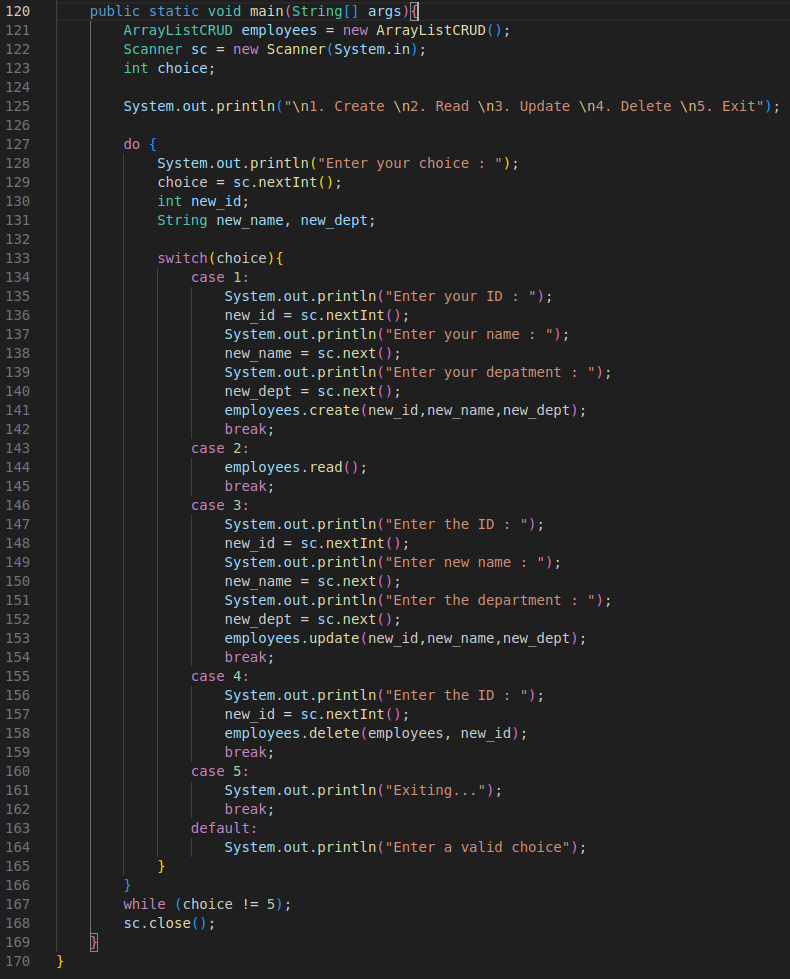 120 public static void main(String[] args){
121 ArrayListCRUD employees = new ArrayListCRUD();
122 Scanner sc = new Scanner(System.in);
123 int choice;
124
125 System.out.println("\n1. Create \n2. Read \n3. Update \n4. Delete \n5. Exit");
126
127 do {
128 System.out.println("Enter your choice : ");
129 choice = sc.nextInt();
130 int new_id;
131 String new_name, new_dept;
132
133 switch(choice){
134 case 1:
135 System.out.println("Enter your ID : ");
136 new_id = sc.nextInt();
137 System.out.println("Enter your name : ");
138 new_name = sc.next();
139 System.out.println("Enter your depatment : ");
140 new_dept = sc.next();
141 employees.create(new_id,new_name,new_dept);
142 break;
143 case 2:
144 employees.read();
145 break;
146 case 3:
147 System.out.println("Enter the ID : ");
148 new_id = sc.nextInt();
149 System.out.println("Enter new name : ");
150 new_name = sc.next();
151 System.out.println("Enter the department : ");
152 new_dept = sc.next();
153 employees.update(new_id,new_name,new_dept);
154 break;
155 case 4:
156 System.out.println("Enter the ID : ");
157 new_id = sc.nextInt();
158 employees.delete(employees, new_id);
159 break;
160 case 5:
161 System.out.println("Exiting...");
162 break;
163 default:
164 System.out.println("Enter a valid choice");
165 }
166 }
167 while (choice != 5);
168 sc.close();
169 }
170 }